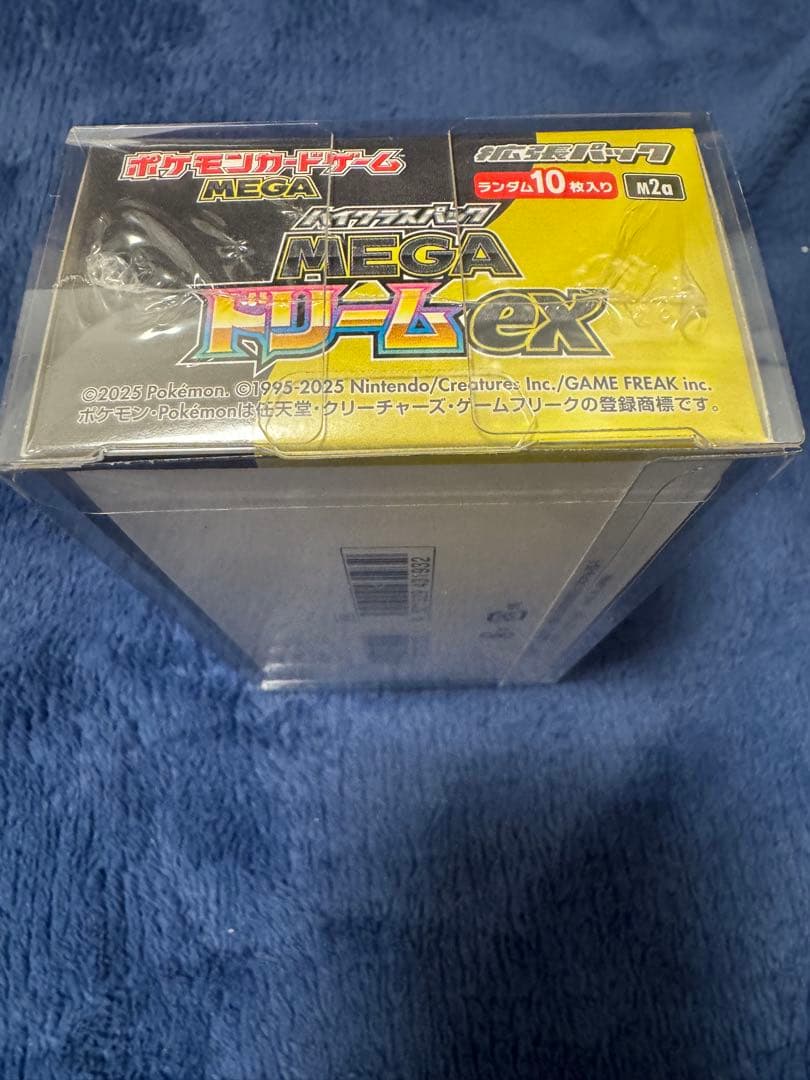 ポケモンカードゲーム
MEGA
拡張パック
ランダム10枚入り
M2a
ハイクラスパック
MEGA
ドリームex
©2025 Pokémon. ©1995-2025 Nintendo/Creatures Inc./GAME FREAK inc.
ポケモン・Pokémonは任天堂・クリーチャーズ・ゲームフリークの登録商標です。
431932